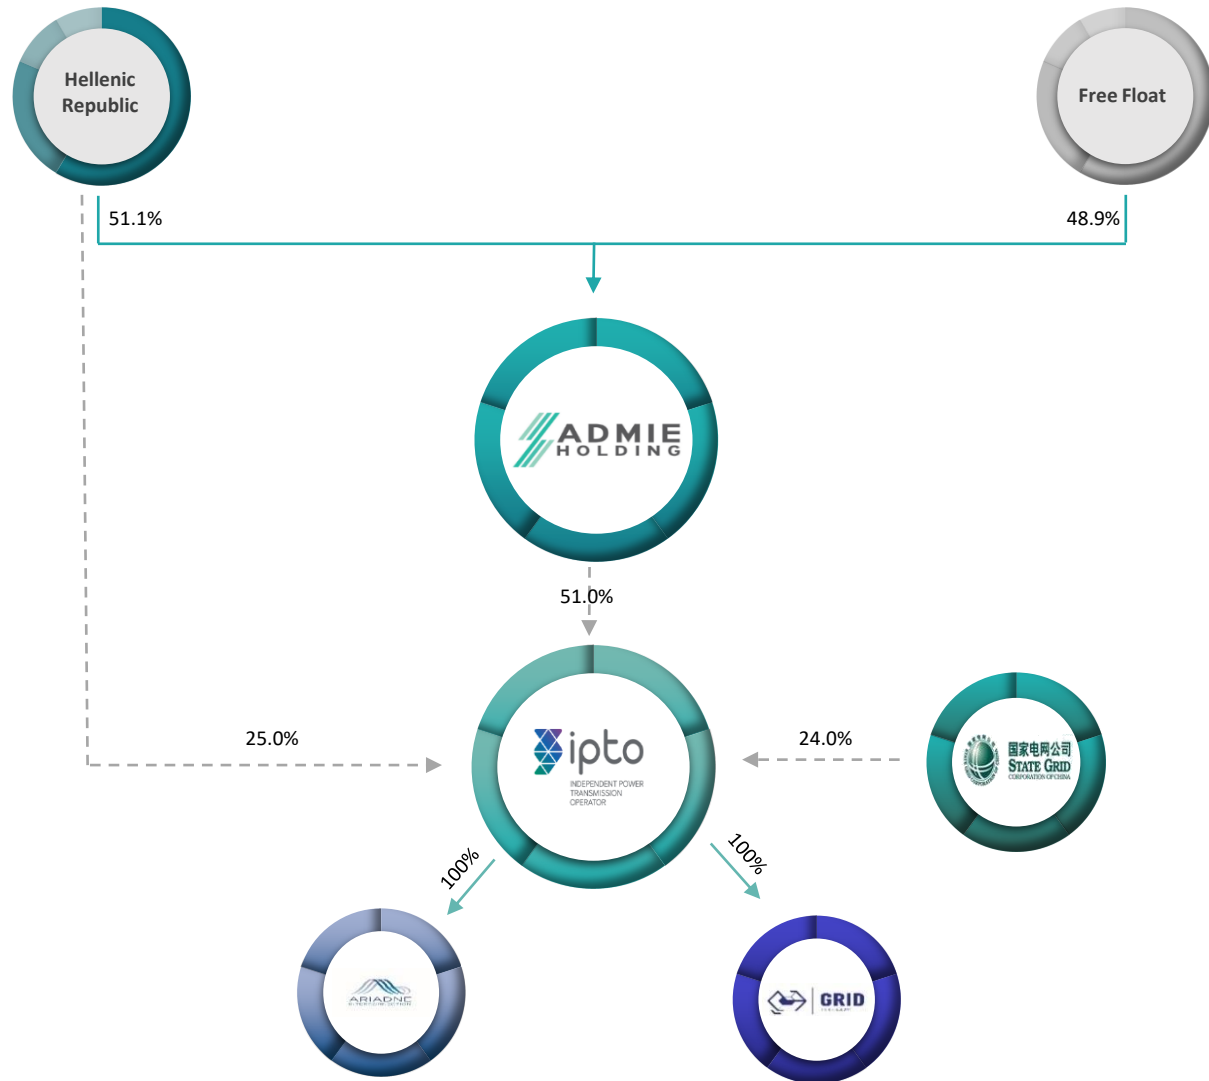 Hellenic
Republic
Free Float
51.1%
48.9%
ADMIE
HOLDING
51.0%
25.0%
24.0%
ipto
INDEPENDENT POWER
TRANSMISSION
OPERATOR
国家电网公司
STATE GRID
CORPORATION OF CHINA
100%
100%
ARIADNE
GRID